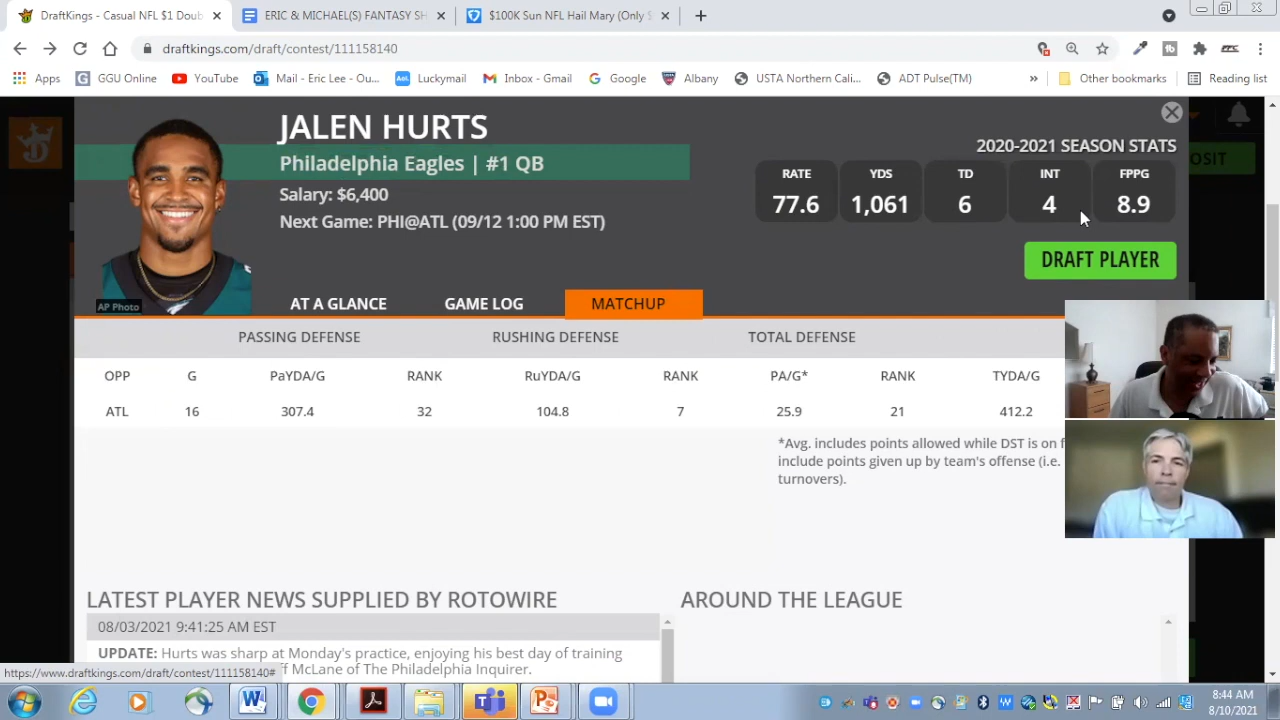 DraftKings - Casual NFL $1 Doub
ERIC & MICHAEL(S) FANTASY SH
$100K Sun NFL Hail Mary (Only $
draftkings.com/draft/contest/111158140
Apps
GGU Online
YouTube
Mail - Eric Lee - Ou...
Luckymail
Inbox - Gmail
Google
Albany
USTA Northern Cali...
ADT Pulse(TM)
»
Other bookmarks
Reading list
JALEN HURTS
Philadelphia Eagles | #1 QB
Salary: $6,400
Next Game: PHI@ATL (09/12 1:00 PM EST)
AP Photo
2020-2021 SEASON STATS
RATE YDS TD INT FPPG
77.6 1,061 6 4 8.9
OSIT
DRAFT PLAYER
AT A GLANCE GAME LOG MATCHUP
PASSING DEFENSE RUSHING DEFENSE TOTAL DEFENSE
OPP G PaYDA/G RANK RuYDA/G RANK PA/G* RANK TYDA/G
ATL 16 307.4 32 104.8 7 25.9 21 412.2
*Avg. includes points allowed while DST is on f
include points given up by team's offense (i.e.
turnovers).
LATEST PLAYER NEWS SUPPLIED BY ROTOWIRE
AROUND THE LEAGUE
08/03/2021 9:41:25 AM EST
UPDATE: Hurts was sharp at Monday's practice, enjoying his best day of training
ff McLane of The Philadelphia Inquirer.
https://www.draftkings.com/draft/contest/111158140#
8:44 AM
8/10/2021